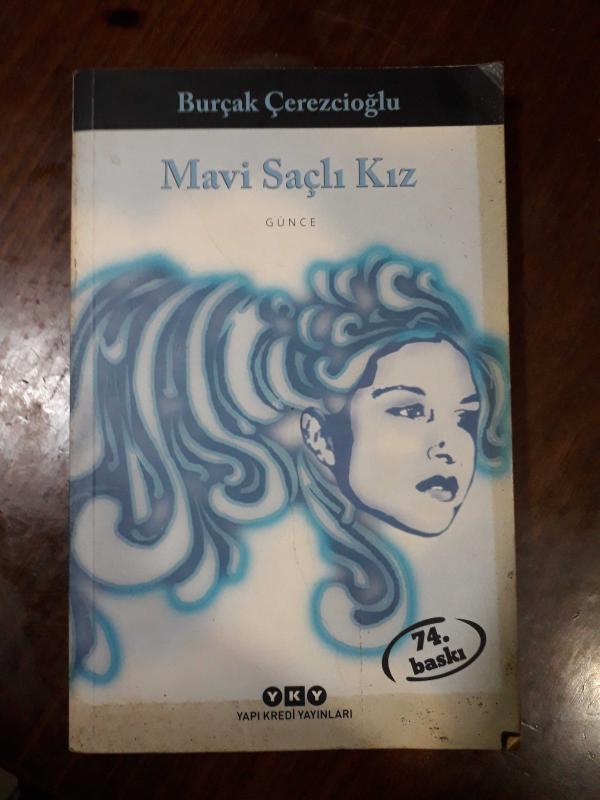 Burçak Çerezcioğlu
Mavi Saçlı Kız
GÜNCE
74.
baskı
YKY
YAPI KREDİ YAYINLARI